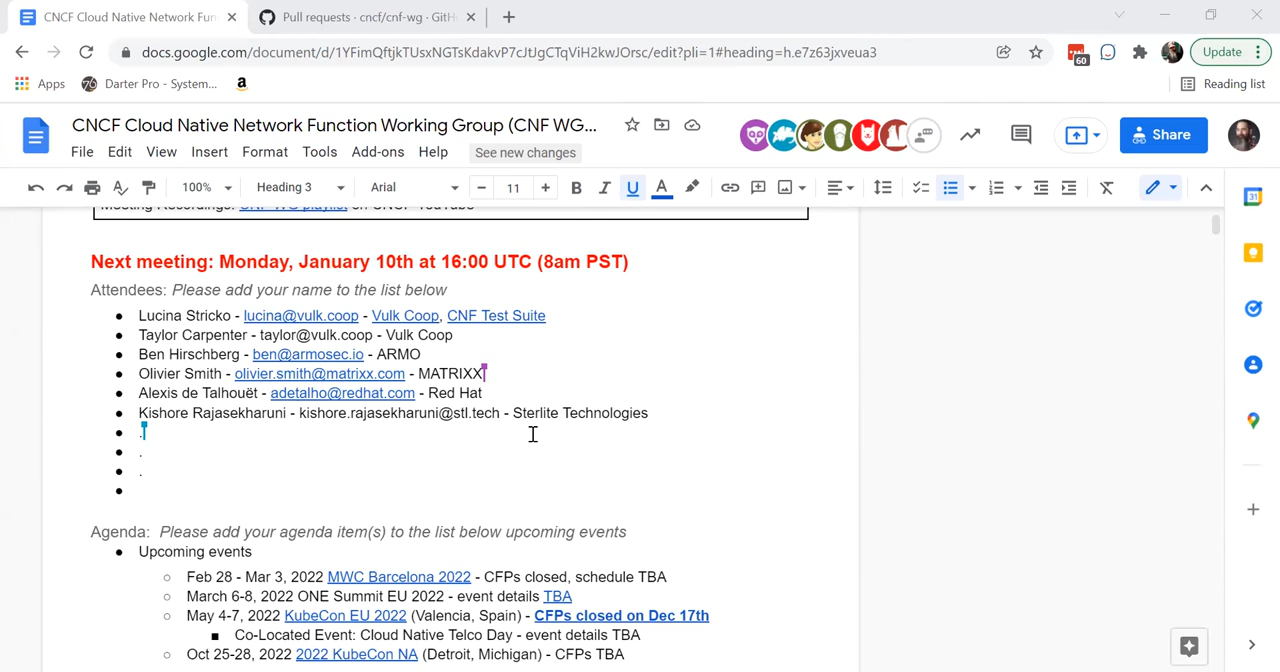 CNCF Cloud Native Network Fun
Pull requests · cncf/cnf-wg · GitH
docs.google.com/document/d/1YFimQftjkTUsxNGTsKdakvP7cJtJgCTqViH2kwJOrsc/edit?pli=1#heading=h.e7z63jxveua3
60
Update
Apps
Darter Pro - System...
Reading list
CNCF Cloud Native Network Function Working Group (CNF WG...
Share
File Edit View Insert Format Tools Add-ons Help See new changes
100% Heading 3 Arial 11 B I U A
31
Meeting Recordings: CNF WG playlist on CNCF YouTube
Next meeting: Monday, January 10th at 16:00 UTC (8am PST)
Attendees: Please add your name to the list below
● Lucina Stricko - lucina@vulk.coop - Vulk Coop, CNF Test Suite
● Taylor Carpenter - taylor@vulk.coop - Vulk Coop
● Ben Hirschberg - ben@armosec.io - ARMO
● Olivier Smith - olivier.smith@matrixx.com - MATRIXX
● Alexis de Talhouët - adetalho@redhat.com - Red Hat
● Kishore Rajasekharuni - kishore.rajasekharuni@stl.tech - Sterlite Technologies
● .
● .
● .
●
Agenda: Please add your agenda item(s) to the list below upcoming events
● Upcoming events
○ Feb 28 - Mar 3, 2022 MWC Barcelona 2022 - CFPs closed, schedule TBA
○ March 6-8, 2022 ONE Summit EU 2022 - event details TBA
○ May 4-7, 2022 KubeCon EU 2022 (Valencia, Spain) - CFPs closed on Dec 17th
■ Co-Located Event: Cloud Native Telco Day - event details TBA
○ Oct 25-28, 2022 2022 KubeCon NA (Detroit, Michigan) - CFPs TBA